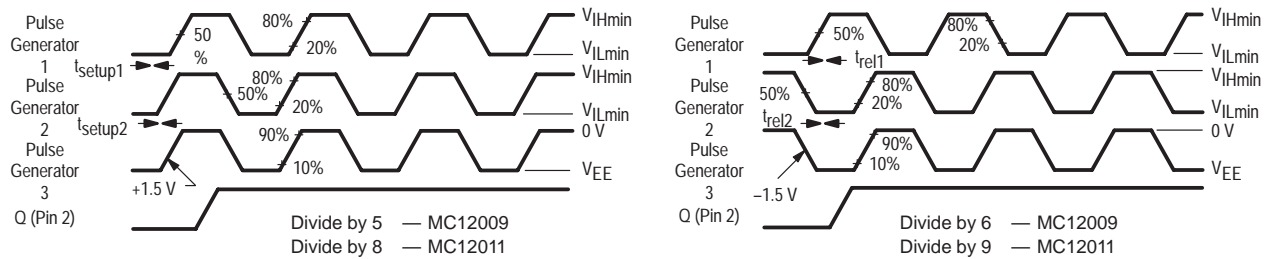 Pulse
Generator
1
50
%
80%
20%
VIHmin
VILmin
tsetup1
Pulse
Generator
2
50%
80%
20%
VIHmin
VILmin
tsetup2
Pulse
Generator
3
+1.5 V
90%
10%
0 V
VEE
Q (Pin 2)
Divide by 5 — MC12009
Divide by 8 — MC12011
Pulse
Generator
1
50%
80%
20%
VIHmin
VILmin
trel1
Pulse
Generator
2
50%
80%
20%
VIHmin
VILmin
trel2
Pulse
Generator
3
–1.5 V
90%
10%
0 V
VEE
Q (Pin 2)
Divide by 6 — MC12009
Divide by 9 — MC12011